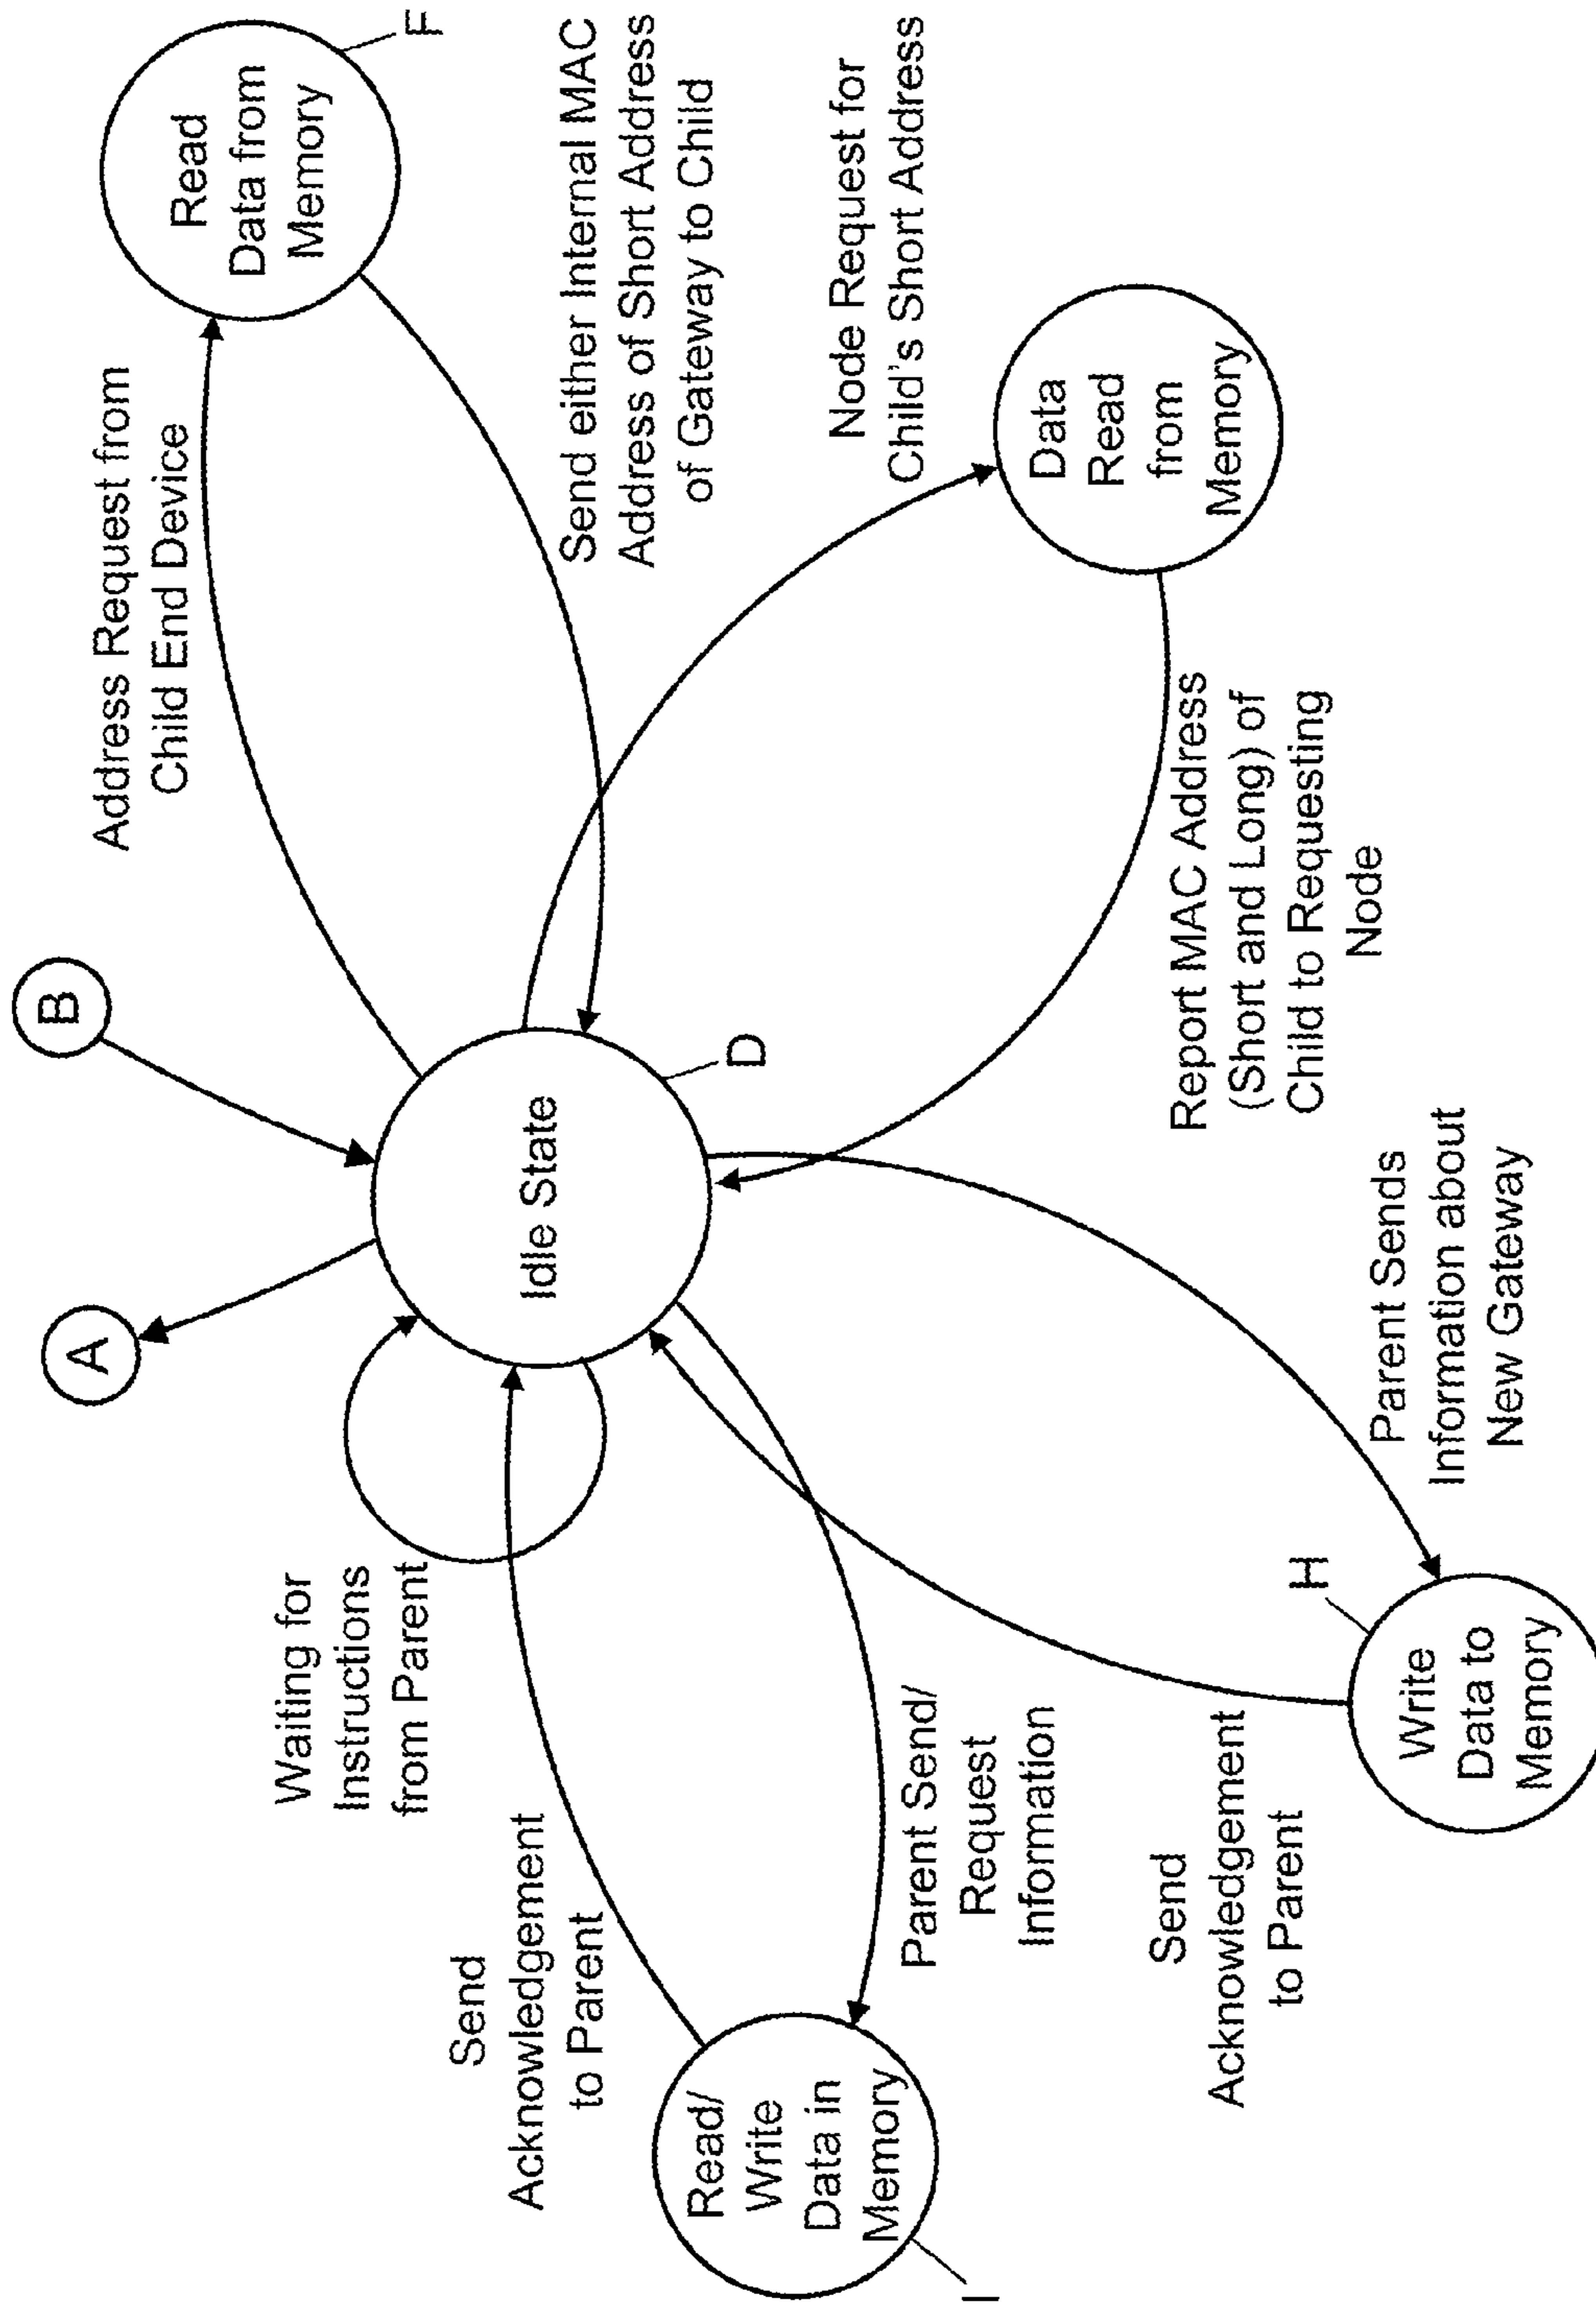 A
B
Waiting for
Instructions
from Parent
Idle State
D
Address Request from
Child End Device
Read
Data from
Memory
F
Send either Internal MAC
Address of Short Address
of Gateway to Child
Node Request for
Child's Short Address
Data
Read
from
Memory
Report MAC Address
(Short and Long) of
Child to Requesting
Node
Parent Sends
Information about
New Gateway
H
Write
Data to
Memory
Send
Acknowledgement
to Parent
Parent Send/
Request
Information
Send
Acknowledgement
to Parent
Read/
Write
Data in
Memory
I